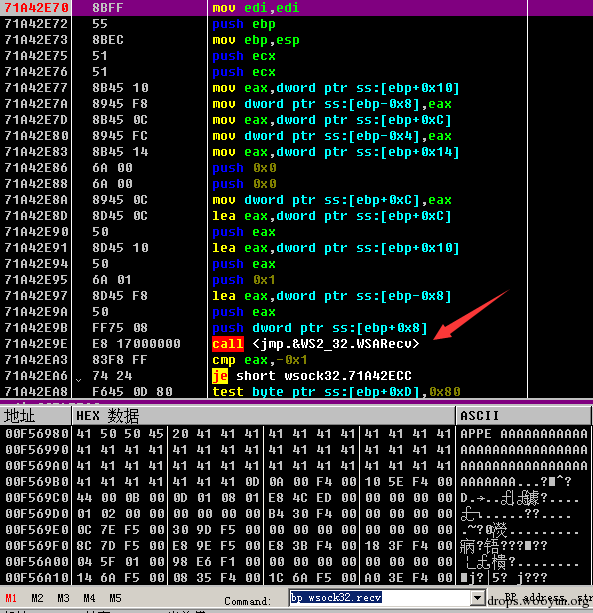 71A42E70 8BFF mov edi,edi
71A42E72 55 push ebp
71A42E73 8BEC mov ebp,esp
71A42E75 51 push ecx
71A42E76 51 push ecx
71A42E77 8B45 10 mov eax,dword ptr ss:[ebp+0x10]
71A42E7A 8945 F8 mov dword ptr ss:[ebp-0x8],eax
71A42E7D 8B45 0C mov eax,dword ptr ss:[ebp+0xC]
71A42E80 8945 FC mov dword ptr ss:[ebp-0x4],eax
71A42E83 8B45 14 mov eax,dword ptr ss:[ebp+0x14]
71A42E86 6A 00 push 0x0
71A42E88 6A 00 push 0x0
71A42E8A 8945 0C mov dword ptr ss:[ebp+0xC],eax
71A42E8D 8D45 0C lea eax,dword ptr ss:[ebp+0xC]
71A42E90 50 push eax
71A42E91 8D45 10 lea eax,dword ptr ss:[ebp+0x10]
71A42E94 50 push eax
71A42E95 6A 01 push 0x1
71A42E97 8D45 F8 lea eax,dword ptr ss:[ebp-0x8]
71A42E9A 50 push eax
71A42E9B FF75 08 push dword ptr ss:[ebp+0x8]
71A42E9E E8 17000000 call <jmp.&WS2_32.WSARecv>
71A42EA3 83F8 FF cmp eax,-0x1
71A42EA6 74 24 je short wsock32.71A42ECC
71A42EA8 F645 0D 80 test byte ptr ss:[ebp+0xD],0x80
地址 HEX 数据 ASCII
00F56980 41 50 50 45 20 41 41 41 41 41 41 41 41 41 41 41 APPE AAAAAAAAAAA
00F56990 41 41 41 41 41 41 41 41 41 41 41 41 41 41 41 41 AAAAAAAAAAAAAAAA
00F569A0 41 41 41 41 41 41 41 41 41 41 41 41 41 41 41 41 AAAAAAAAAAAAAAAA
00F569B0 41 41 41 41 41 41 41 0D 0A 00 F4 00 10 5E F4 00 AAAAAAA...?■^?
00F569C0 44 00 0B 00 0D 01 08 01 E8 4C ED 00 00 00 00 00
00F569D0 01 02 00 00 00 00 00 00 B4 30 F4 00 00 00 00 00
00F569E0 0C 7E F5 00 30 9D F5 00 00 00 00 00 00 00 00 00
00F569F0 8C 7D F5 00 E8 9E F5 00 E8 3B F4 00 18 3F F4 00
00F56A00 04 5F 01 00 98 E6 F1 00 00 00 00 00 00 00 00 00
00F56A10 14 6A F5 00 08 35 F4 00 1C 6A F5 00 A0 3E F4 00
M1 M2 M3 M4 M5 Command: bp wsock32.recv BP address, str
drops.wooyun.org